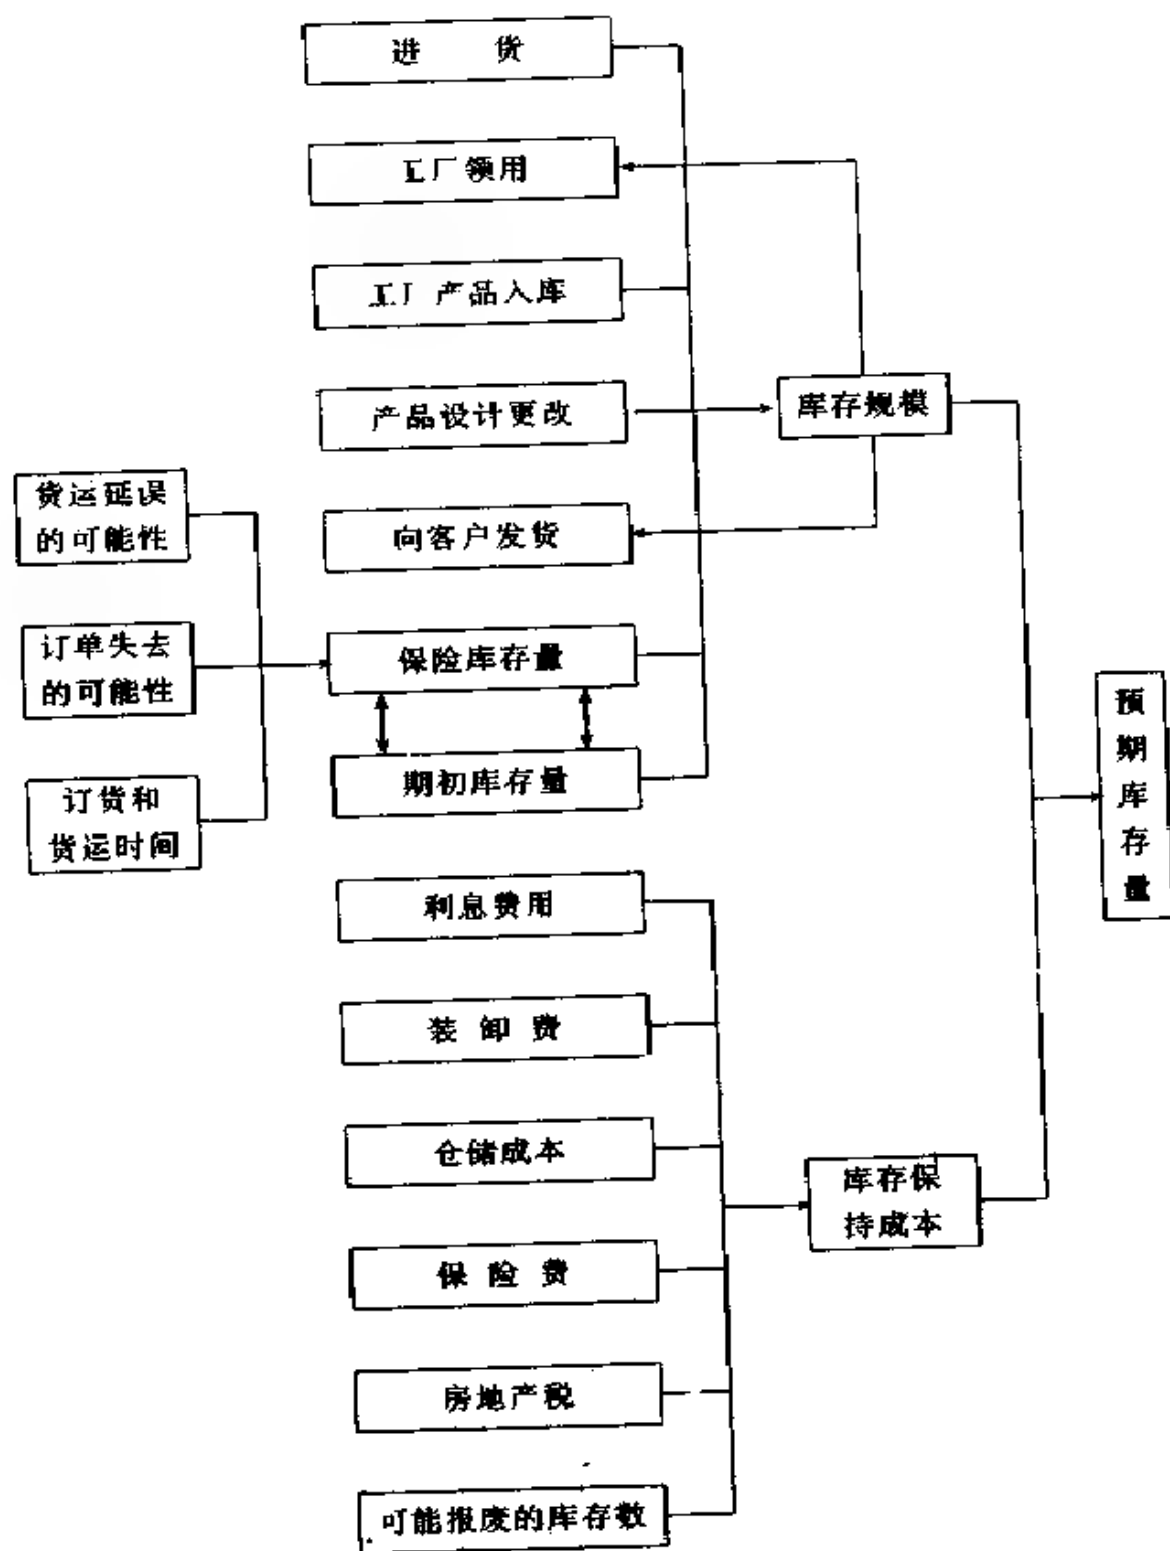 进 货
工厂领用
工厂产品入库
产品设计更改
库存规模
货运延误
的可能性
向客户发货
订单失去
的可能性
保险库存量
预期库存量
订货和
货运时间
期初库存量
利息费用
装卸费
仓储成本
库存保
持成本
保险费
房地产税
可能报废的库存数